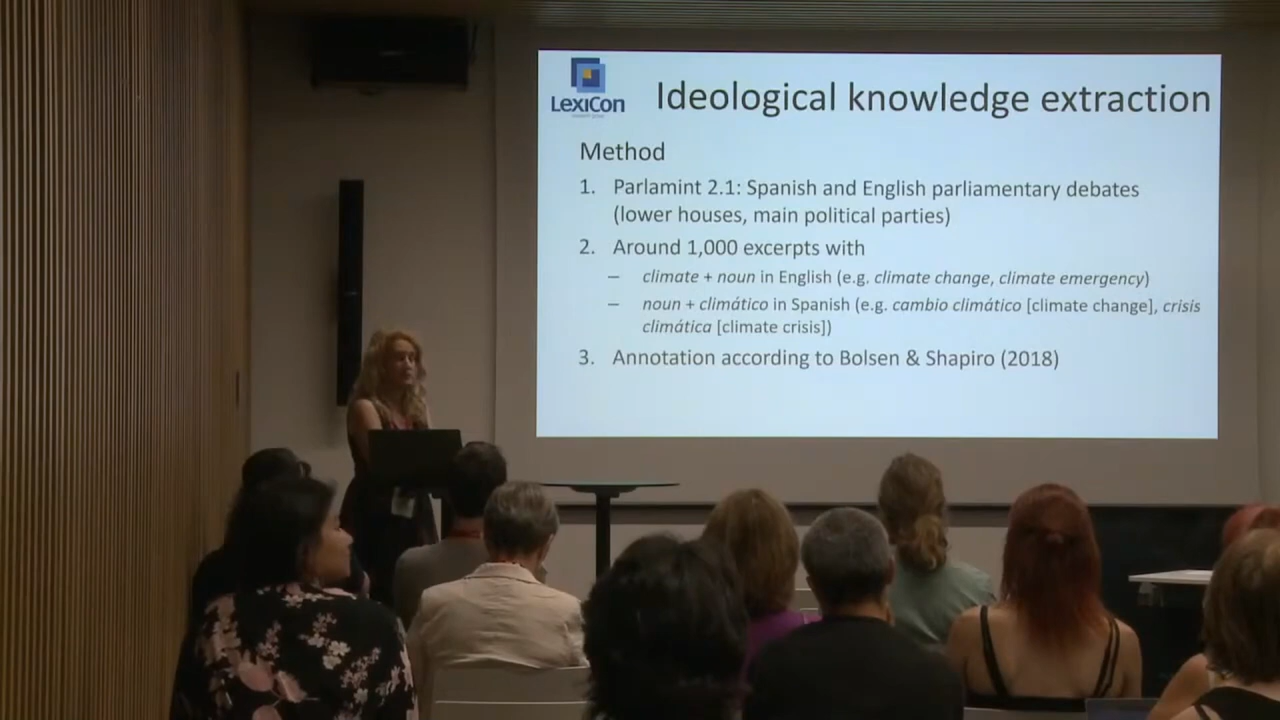 LexiCon
Ideological knowledge extraction
Method
1. Parlamint 2.1: Spanish and English parliamentary debates
(lower houses, main political parties)
2. Around 1,000 excerpts with
– climate + noun in English (e.g. climate change, climate emergency)
– noun + climático in Spanish (e.g. cambio climático [climate change], crisis
climática [climate crisis])
3. Annotation according to Bolsen & Shapiro (2018)